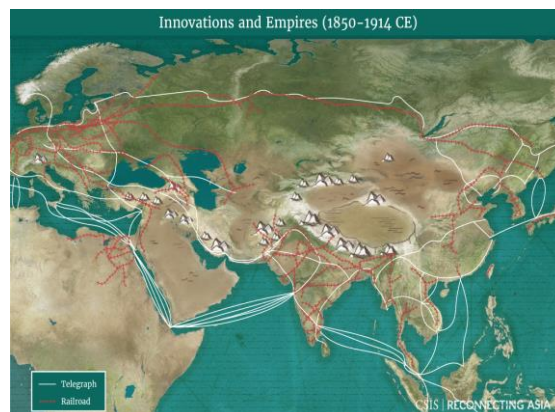 Innovations and Empires (1850–1914 CE)
Telegraph
Railroad
CSIS | RECONNECTING ASIA